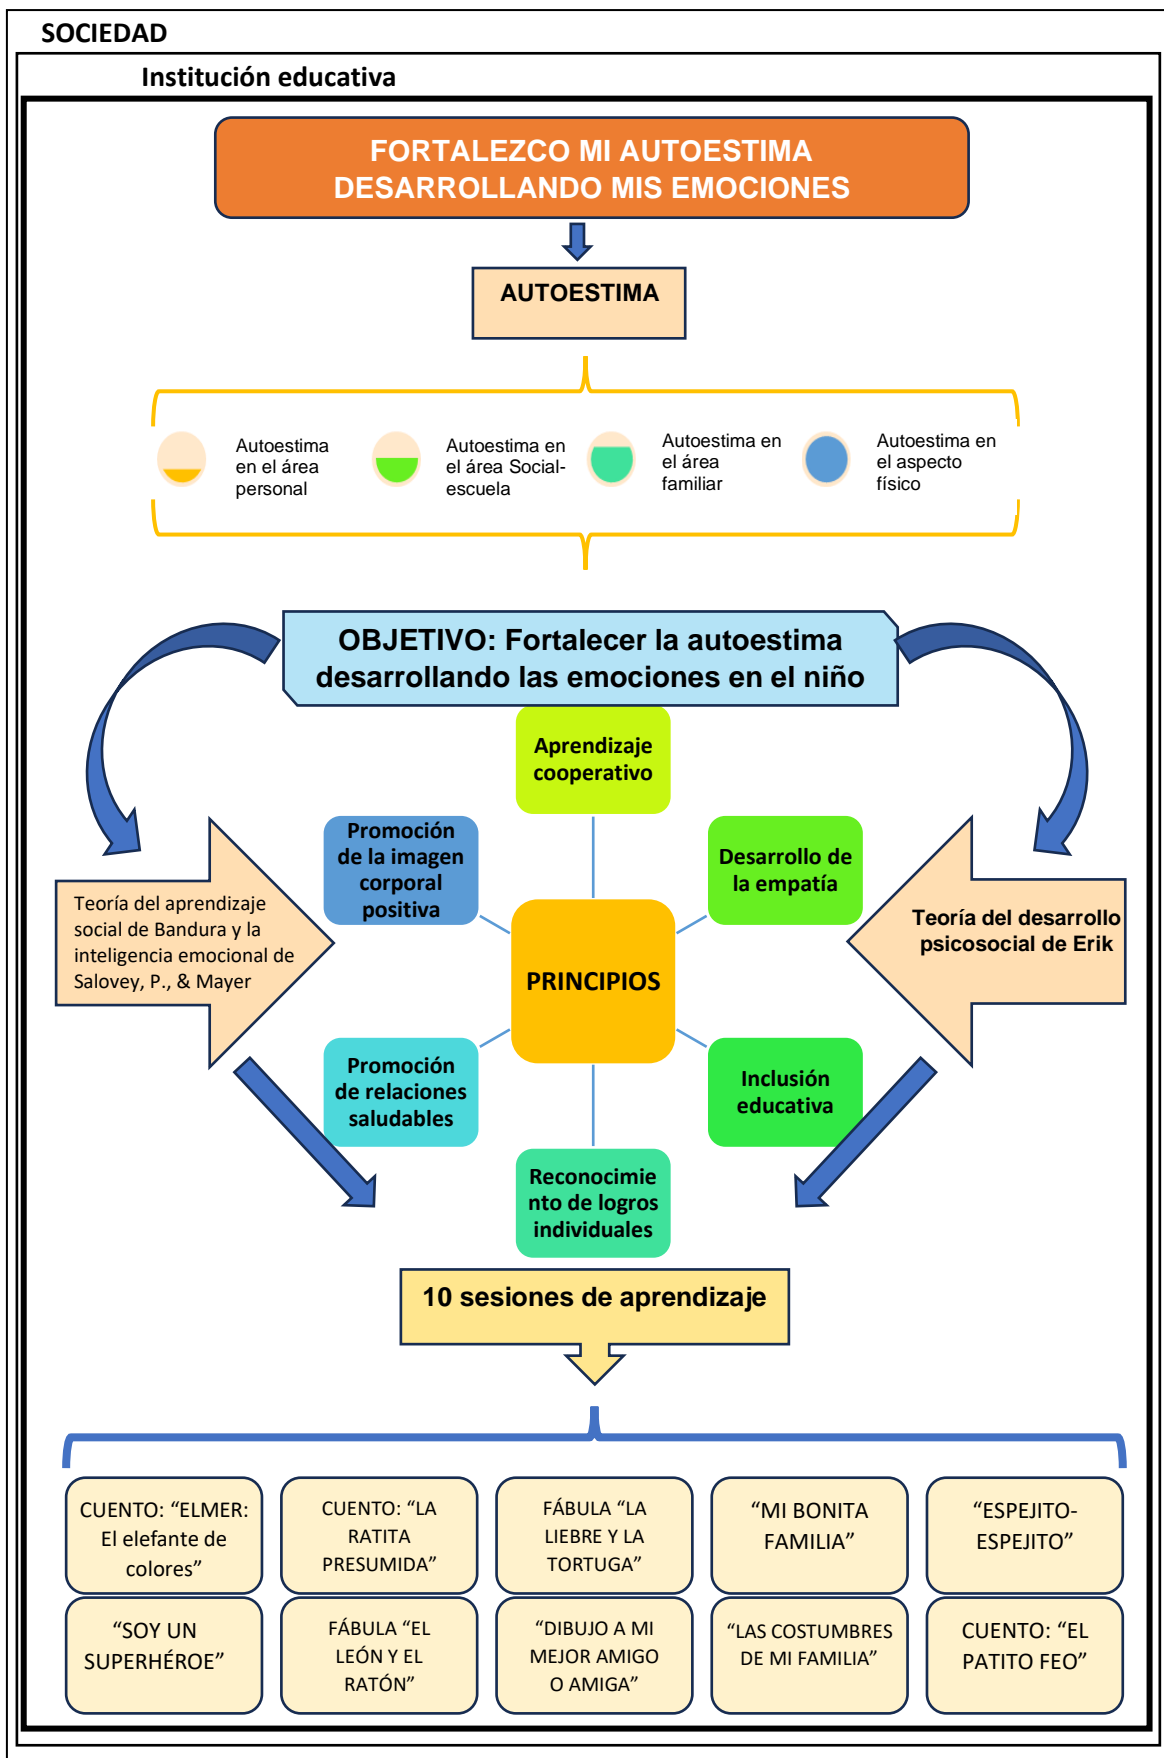 SOCIEDAD
Institución educativa
FORTALEZCO MI AUTOESTIMA
DESARROLLANDO MIS EMOCIONES
AUTOESTIMA
Autoestima
en el área
personal
Autoestima en
el área Social-
escuela
Autoestima en
el área
familiar
Autoestima en
el aspecto
físico
OBJETIVO: Fortalecer la autoestima
desarrollando las emociones en el niño
Aprendizaje
cooperativo
Promoción
de la imagen
corporal
positiva
Desarrollo de
la empatía
Teoría del aprendizaje
social de Bandura y la
inteligencia emocional de
Salovey, P., & Mayer
PRINCIPIOS
Teoría del desarrollo
psicosocial de Erik
Promoción
de relaciones
saludables
Inclusión
educativa
Reconocimie
nto de logros
individuales
10 sesiones de aprendizaje
CUENTO: “ELMER:
El elefante de
colores”
CUENTO: “LA
RATITA
PRESUMIDA”
FÁBULA “LA
LIEBRE Y LA
TORTUGA”
“MI BONITA
FAMILIA”
“ESPEJITO-
ESPEJITO”
“SOY UN
SUPERHÉROE”
FÁBULA “EL
LEÓN Y EL
RATÓN”
“DIBUJO A MI
MEJOR AMIGO
O AMIGA”
“LAS COSTUMBRES
DE MI FAMILIA”
CUENTO: “EL
PATITO FEO”